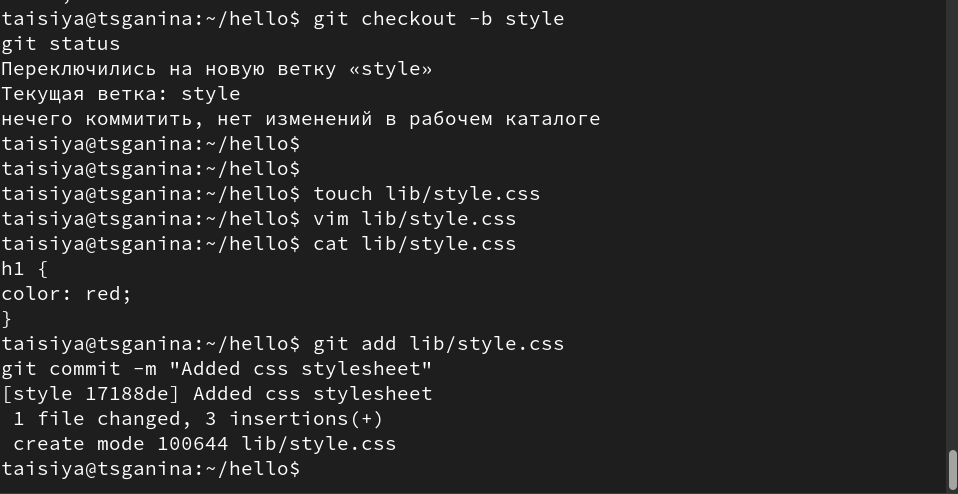 taisiya@tsganina:~/hello$ git checkout -b style
git status
Переключились на новую ветку «style»
Текущая ветка: style
нечего коммитить, нет изменений в рабочем каталоге
taisiya@tsganina:~/hello$
taisiya@tsganina:~/hello$
taisiya@tsganina:~/hello$ touch lib/style.css
taisiya@tsganina:~/hello$ vim lib/style.css
taisiya@tsganina:~/hello$ cat lib/style.css
h1 {
color: red;
}
taisiya@tsganina:~/hello$ git add lib/style.css
git commit -m "Added css stylesheet"
[style 17188de] Added css stylesheet
 1 file changed, 3 insertions(+)
 create mode 100644 lib/style.css
taisiya@tsganina:~/hello$